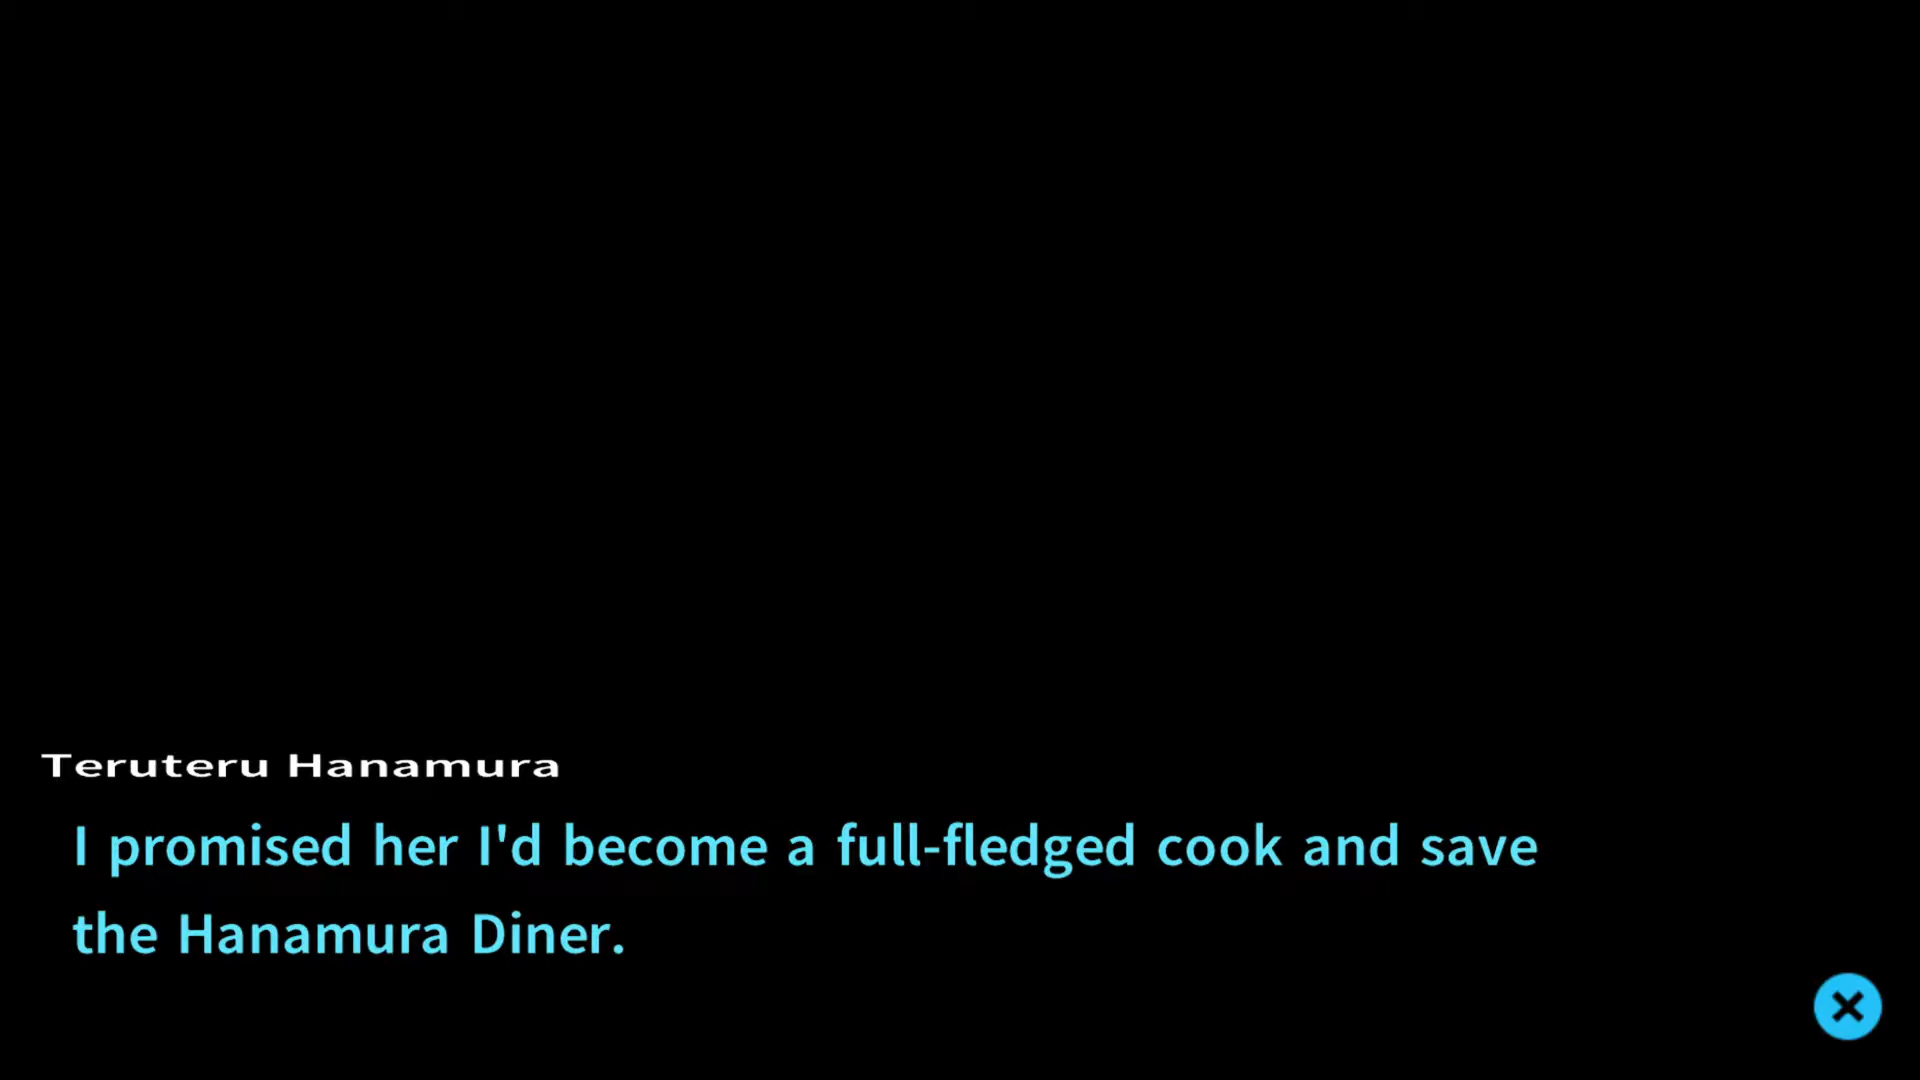 Teruteru Hanamura
I promised her I'd become a full-fledged cook and save
the Hanamura Diner.